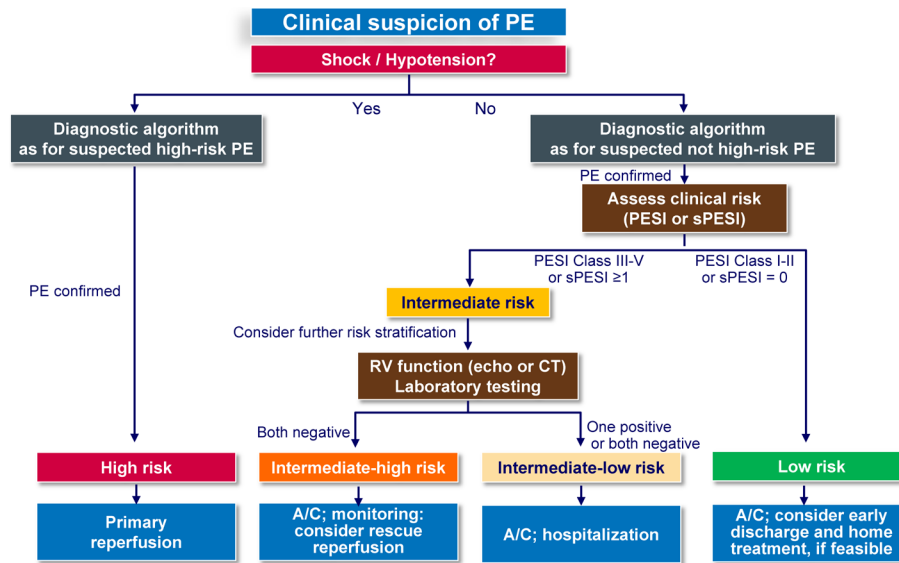 Clinical suspicion of PE
Shock / Hypotension?
Yes
No
Diagnostic algorithm
as for suspected high-risk PE
Diagnostic algorithm
as for suspected not high-risk PE
PE confirmed
Assess clinical risk
(PESI or sPESI)
PESI Class III-V
or sPESI ≥1
PESI Class I-II
or sPESI = 0
PE confirmed
Intermediate risk
Consider further risk stratification
RV function (echo or CT)
Laboratory testing
Both negative
One positive
or both negative
High risk
Intermediate-high risk
Intermediate-low risk
Low risk
Primary
reperfusion
A/C; monitoring:
consider rescue
reperfusion
A/C; hospitalization
A/C; consider early
discharge and home
treatment, if feasible